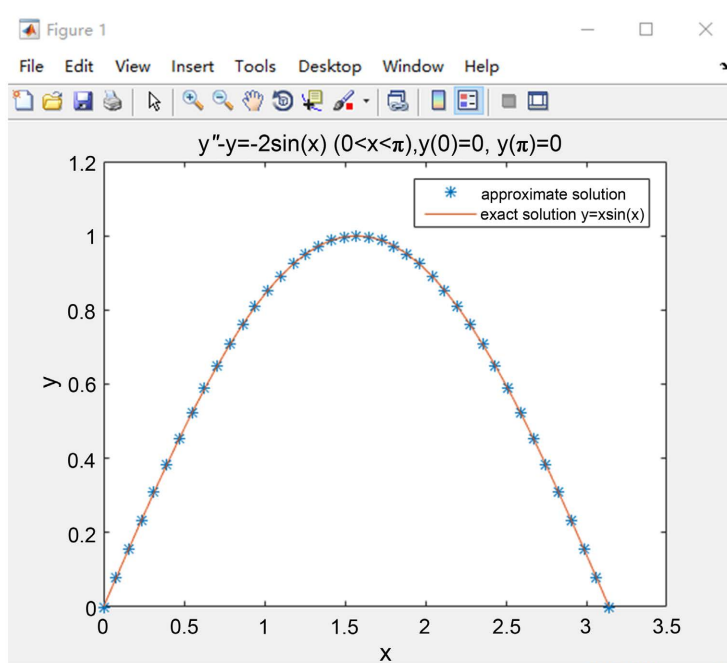 Figure 1
File Edit View Insert Tools Desktop Window Help
y″-y=-2sin(x) (0<x<π),y(0)=0, y(π)=0
approximate solution
exact solution y=xsin(x)
1.2
1
0.8
0.6
0.4
0.2
0
y
0 0.5 1 1.5 2 2.5 3 3.5
x